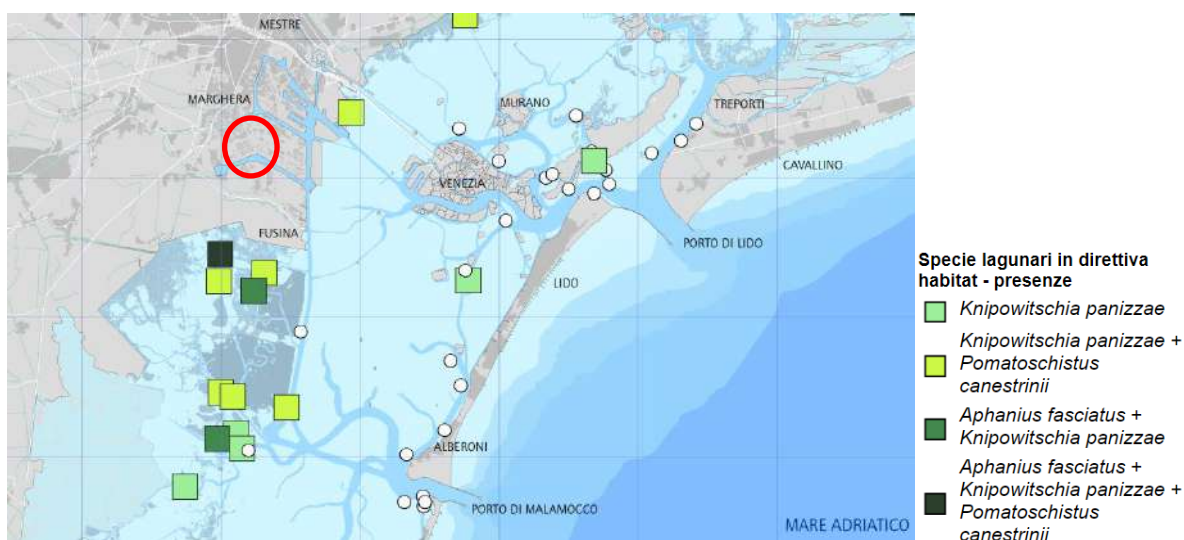 MESTRE
MARGHERA
MURANO
TREPORTI
CAVALLINO
VENEZIA
FUSINA
PORTO DI LIDO
LIDO
ALBERONI
PORTO DI MALAMOCCO
MARE ADRIATICO
Specie lagunari in direttiva
habitat - presenze
Knipowitschia panizzae
Knipowitschia panizzae +
Pomatoschistus
canestrinii
Aphanius fasciatus +
Knipowitschia panizzae
Aphanius fasciatus +
Knipowitschia panizzae +
Pomatoschistus
canestrinii